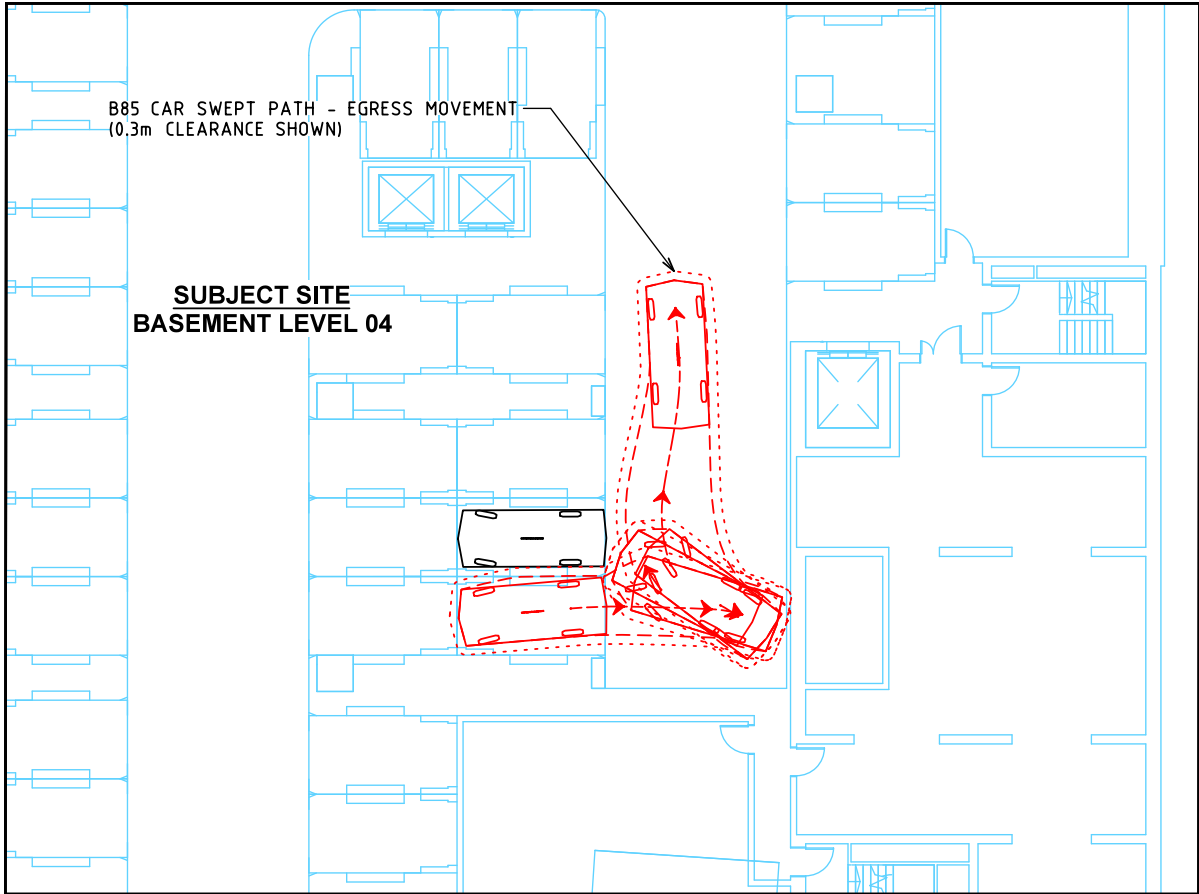 B85 CAR SWEPT PATH - EGRESS MOVEMENT
(0.3m CLEARANCE SHOWN)
SUBJECT SITE
BASEMENT LEVEL 04